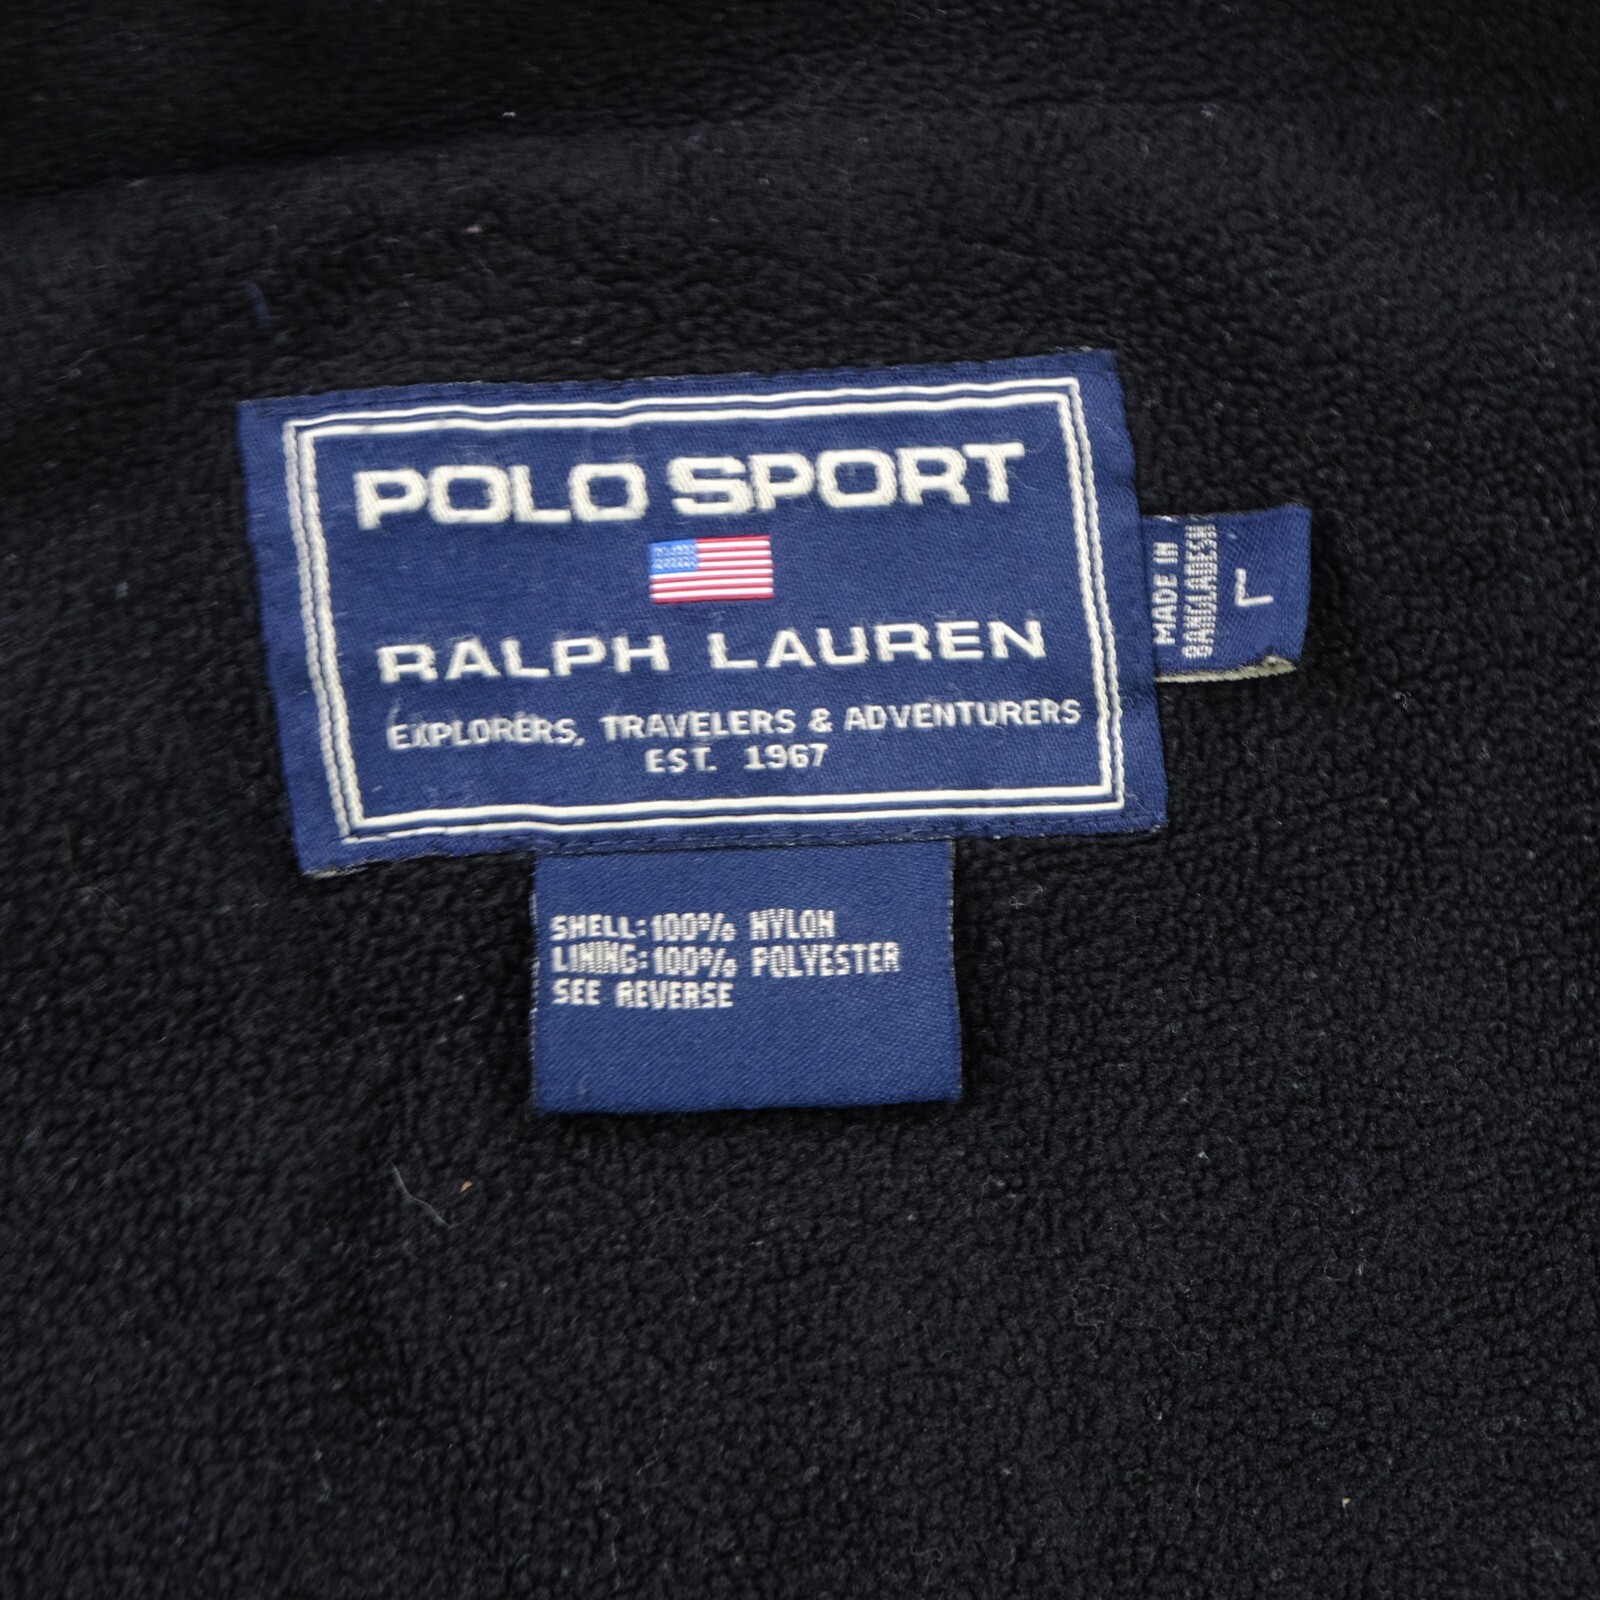 POLO SPORT
RALPH LAUREN
EXPLORERS, TRAVELERS & ADVENTURERS
EST. 1967
MADE IN
BANGLADESH
L
SHELL: 100% NYLON
LINING: 100% POLYESTER
SEE REVERSE